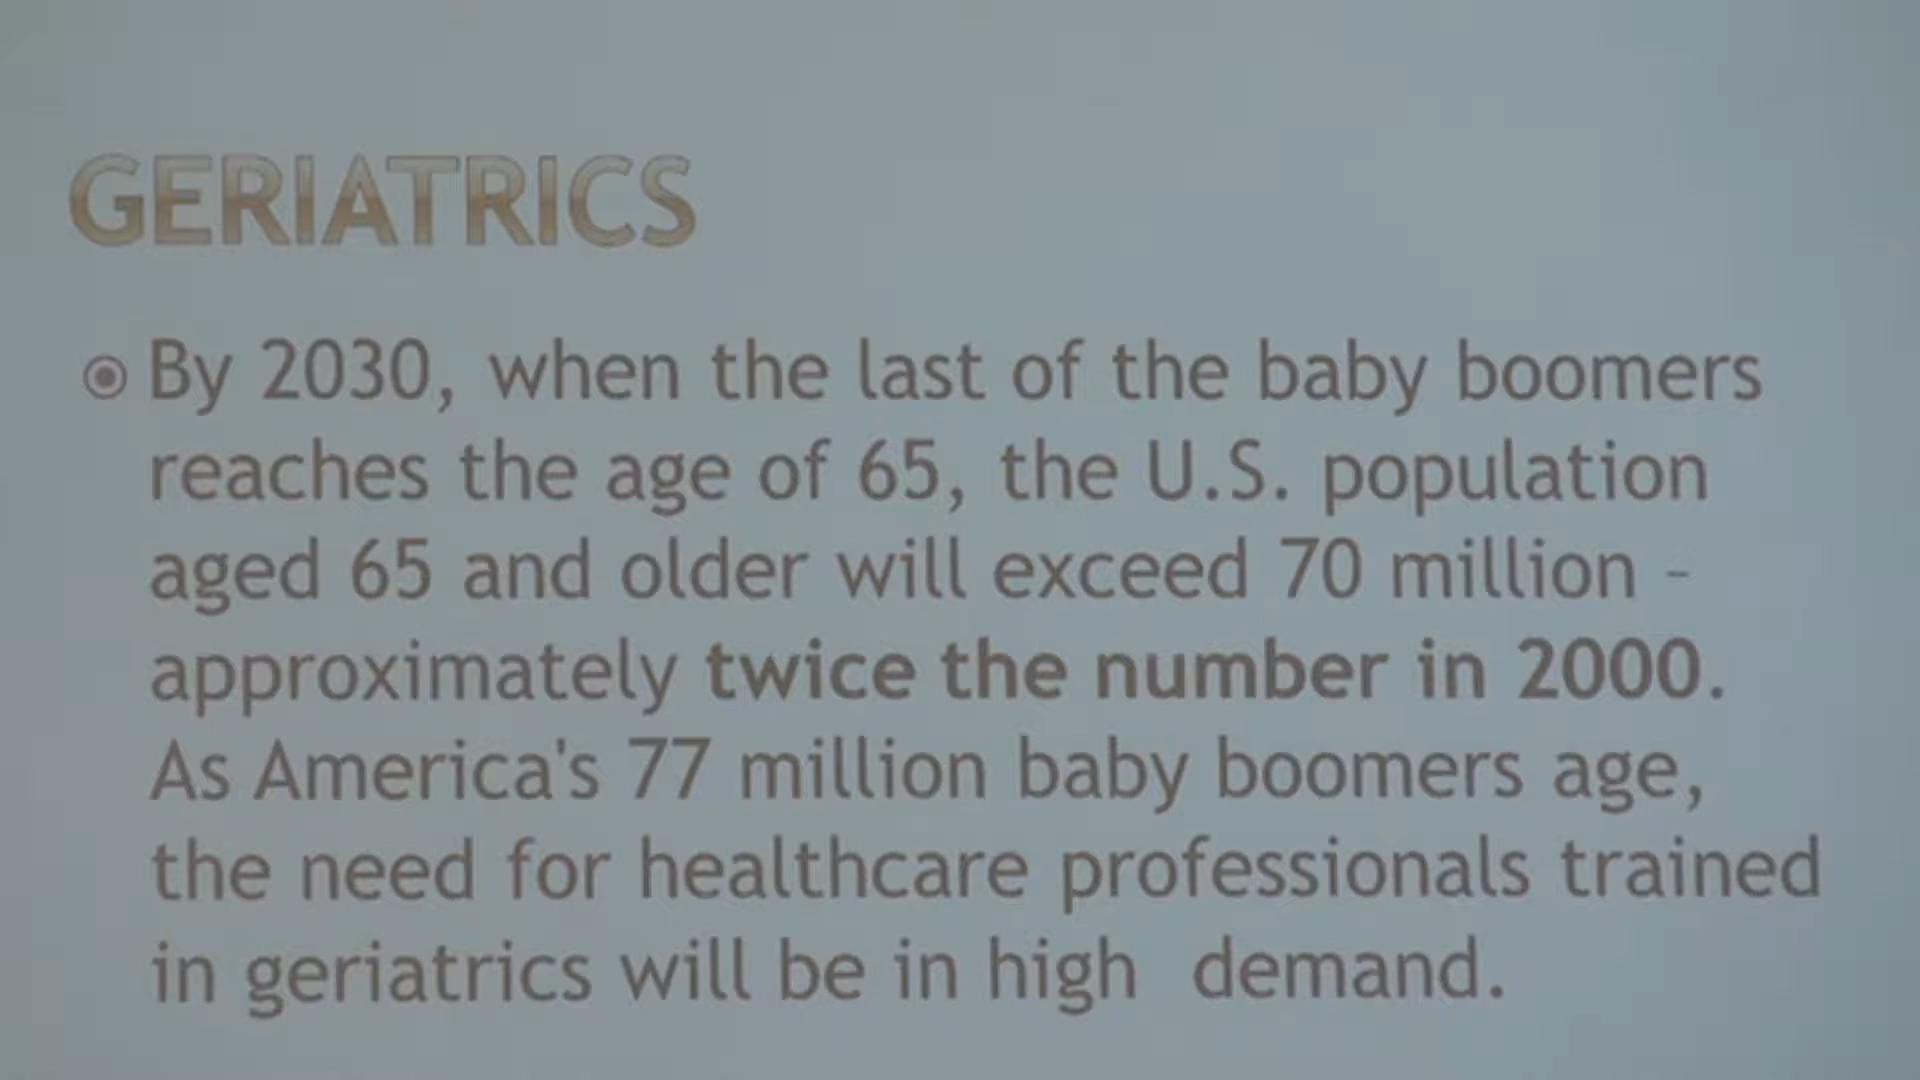 GERIATRICS
By 2030, when the last of the baby boomers
reaches the age of 65, the U.S. population
aged 65 and older will exceed 70 million –
approximately twice the number in 2000.
As America's 77 million baby boomers age,
the need for healthcare professionals trained
in geriatrics will be in high  demand.